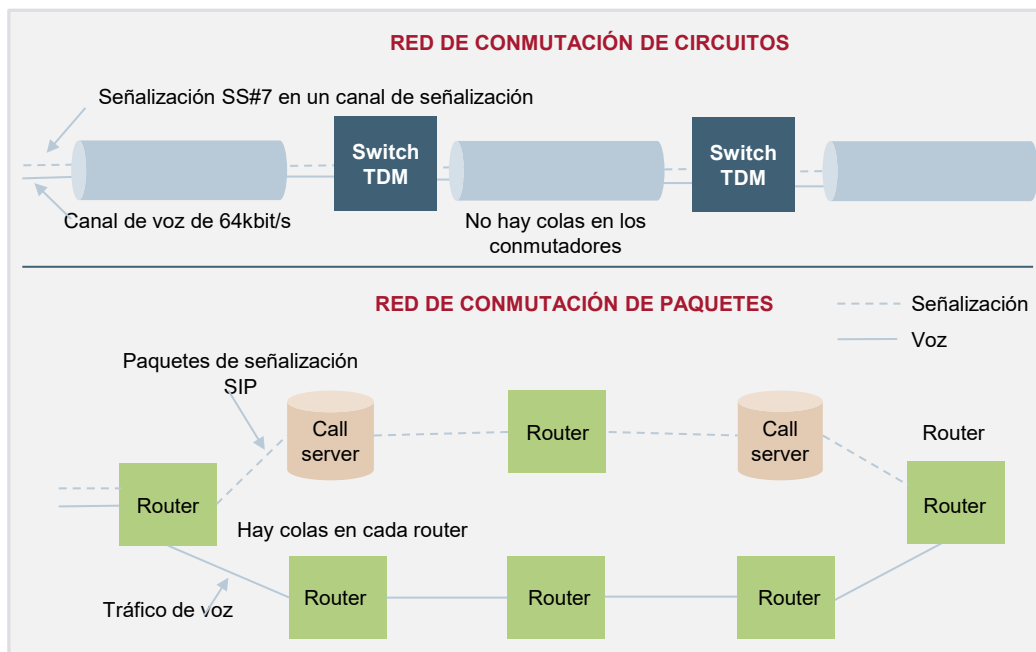 RED DE CONMUTACIÓN DE CIRCUITOS
Señalización SS#7 en un canal de señalización
Switch
TDM
Switch
TDM
Canal de voz de 64kbit/s
No hay colas en los
conmutadores
RED DE CONMUTACIÓN DE PAQUETES
Señalización
Voz
Paquetes de señalización
SIP
Call
server
Router
Call
server
Router
Router
Router
Hay colas en cada router
Tráfico de voz
Router
Router
Router